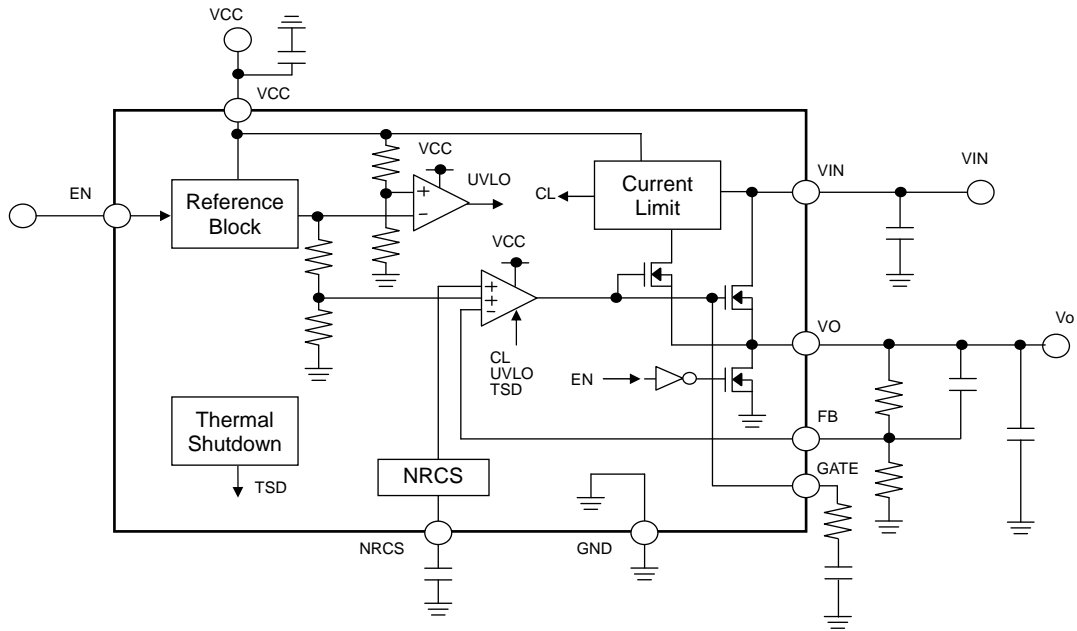 VCC
VCC
VCC
UVLO
EN
Reference
Block
+
−
CL
Current
Limit
VIN
VIN
VCC
+
+
−
CL
UVLO
TSD
EN
VO
Vo
Thermal
Shutdown
TSD
FB
GATE
NRCS
NRCS
GND